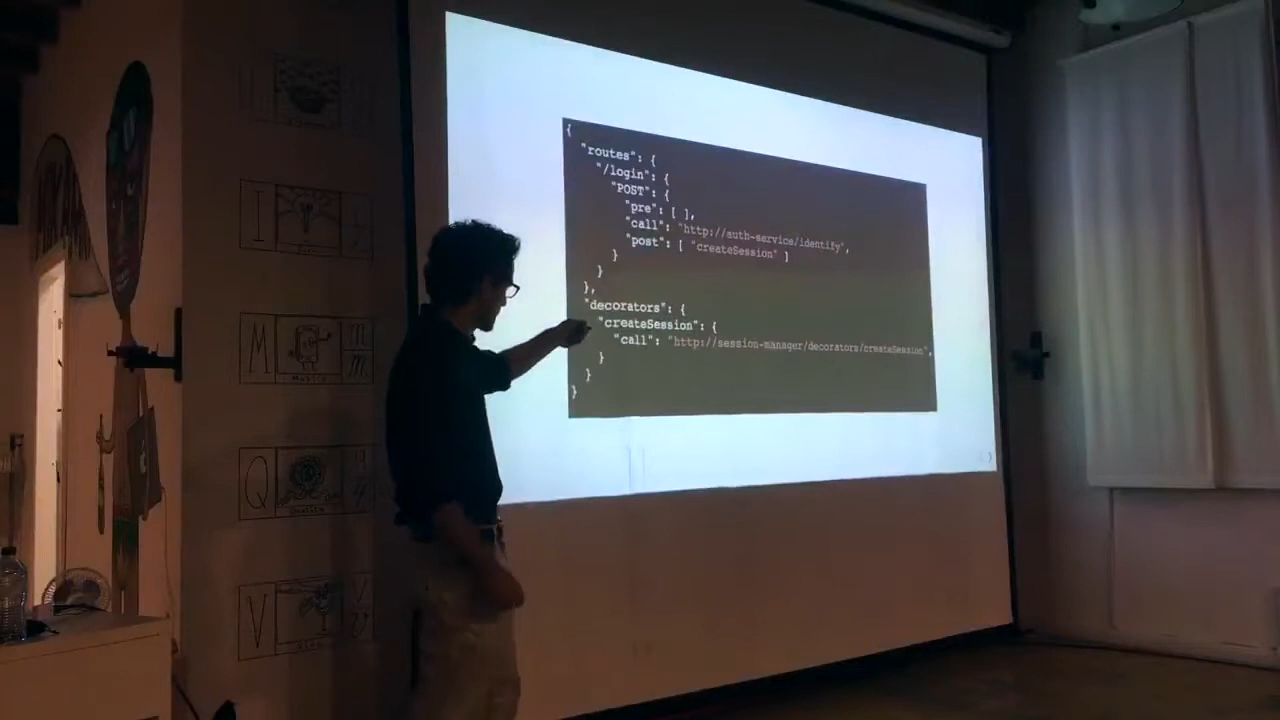 {
"routes": {
"/login": {
"POST": {
"pre": [ ],
"call": "http://auth-service/identify",
"post": [ "createSession" ]
}
}
},
"decorators": {
"createSession": {
"call": "http://session-manager/decorators/createSession",
}
}
}
I
M
m
m
Q
V